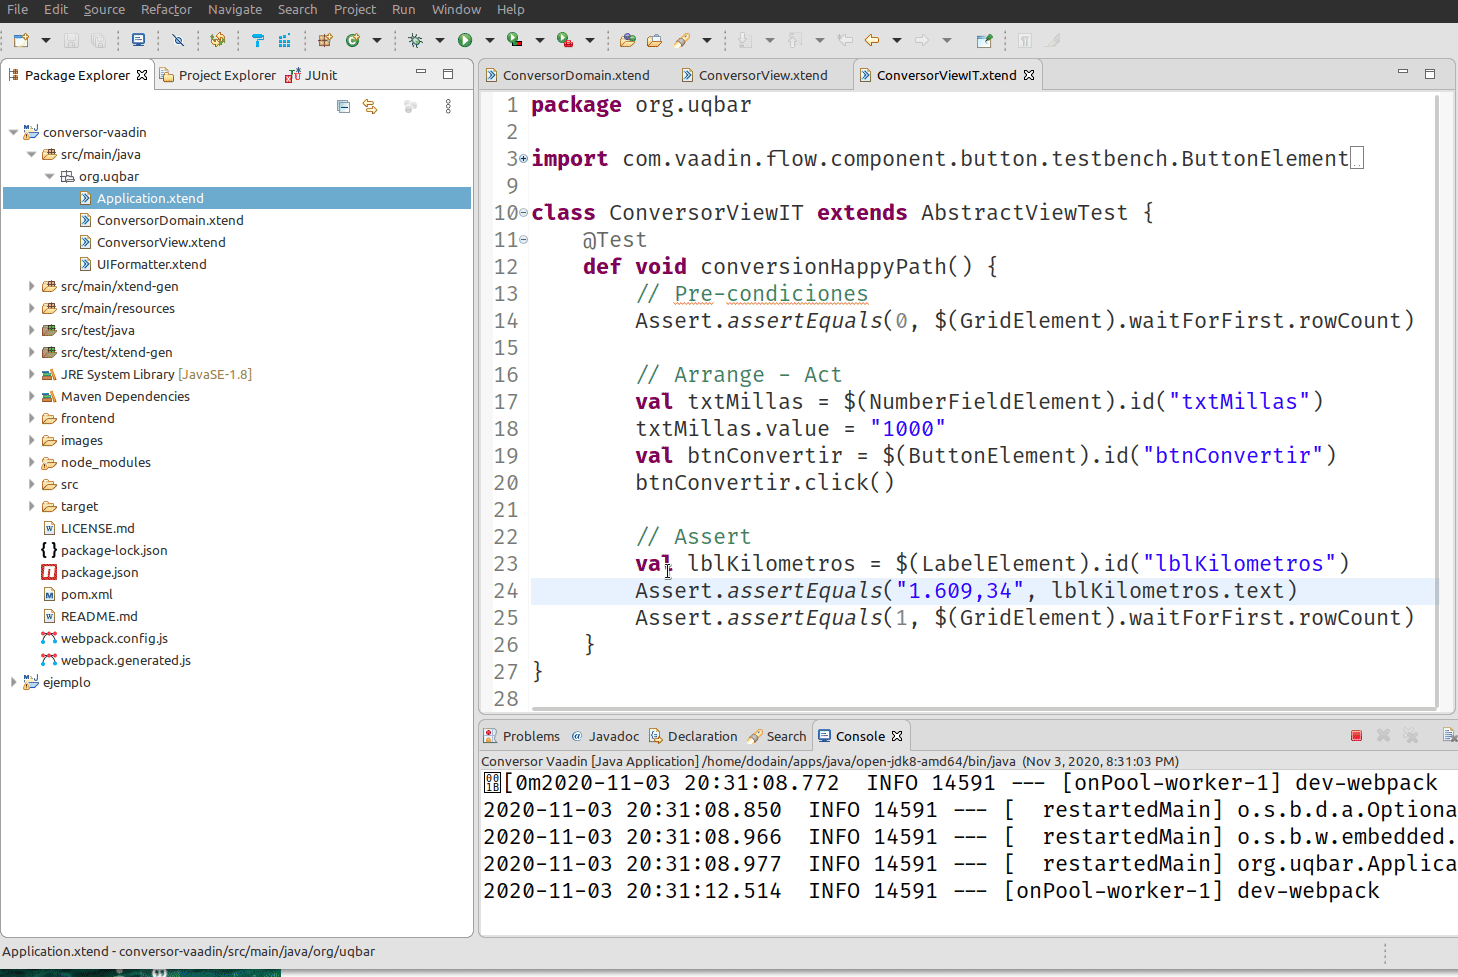 File Edit Source Refactor Navigate Search Project Run Window Help
Package Explorer Project Explorer JUnit
conversor-vaadin
src/main/java
org.uqbar
Application.xtend
ConversorDomain.xtend
ConversorView.xtend
UIFormatter.xtend
src/main/xtend-gen
src/main/resources
src/test/java
src/test/xtend-gen
JRE System Library [JavaSE-1.8]
Maven Dependencies
frontend
images
node_modules
src
target
LICENSE.md
package-lock.json
package.json
pom.xml
README.md
webpack.config.js
webpack.generated.js
ejemplo
ConversorDomain.xtend ConversorView.xtend ConversorViewIT.xtend
1 package org.uqbar
2
3 import com.vaadin.flow.component.button.testbench.ButtonElement
9
10 class ConversorViewIT extends AbstractViewTest {
11 @Test
12 def void conversionHappyPath() {
13 // Pre-condiciones
14 Assert.assertEquals(0, $(GridElement).waitForFirst.rowCount)
15
16 // Arrange - Act
17 val txtMillas = $(NumberFieldElement).id("txtMillas")
18 txtMillas.value = "1000"
19 val btnConvertir = $(ButtonElement).id("btnConvertir")
20 btnConvertir.click()
21
22 // Assert
23 val lblKilometros = $(LabelElement).id("lblKilometros")
24 Assert.assertEquals("1.609,34", lblKilometros.text)
25 Assert.assertEquals(1, $(GridElement).waitForFirst.rowCount)
26 }
27 }
28
Problems @ Javadoc Declaration Search Console
Conversor Vaadin [Java Application] /home/dodain/apps/java/open-jdk8-amd64/bin/java (Nov 3, 2020, 8:31:03 PM)
[0m2020-11-03 20:31:08.772 INFO 14591 --- [onPool-worker-1] dev-webpack
2020-11-03 20:31:08.850 INFO 14591 --- [ restartedMain] o.s.b.d.a.Optiona
2020-11-03 20:31:08.966 INFO 14591 --- [ restartedMain] o.s.b.w.embedded.
2020-11-03 20:31:08.977 INFO 14591 --- [ restartedMain] org.uqbar.Applica
2020-11-03 20:31:12.514 INFO 14591 --- [onPool-worker-1] dev-webpack
Application.xtend - conversor-vaadin/src/main/java/org/uqbar